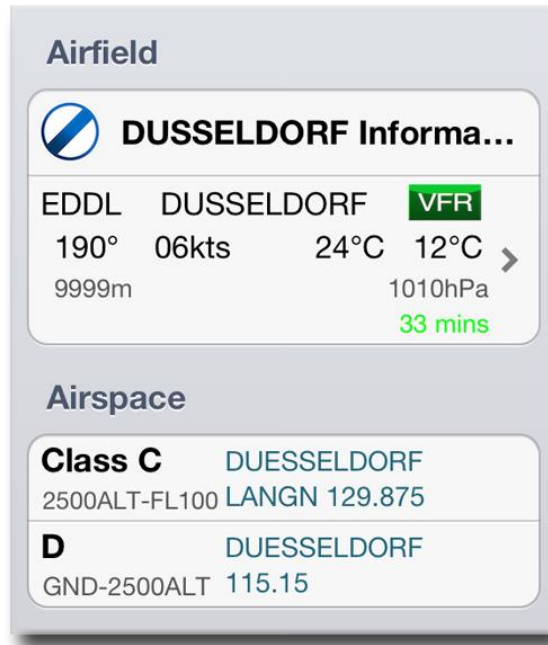 Airfield
DUSSELDORF Informa...
EDDL DUSSELDORF VFR
190° 06kts 24°C 12°C
9999m 1010hPa
33 mins
Airspace
Class C DUESSELDORF
2500ALT-FL100 LANGN 129.875
D DUESSELDORF
GND-2500ALT 115.15